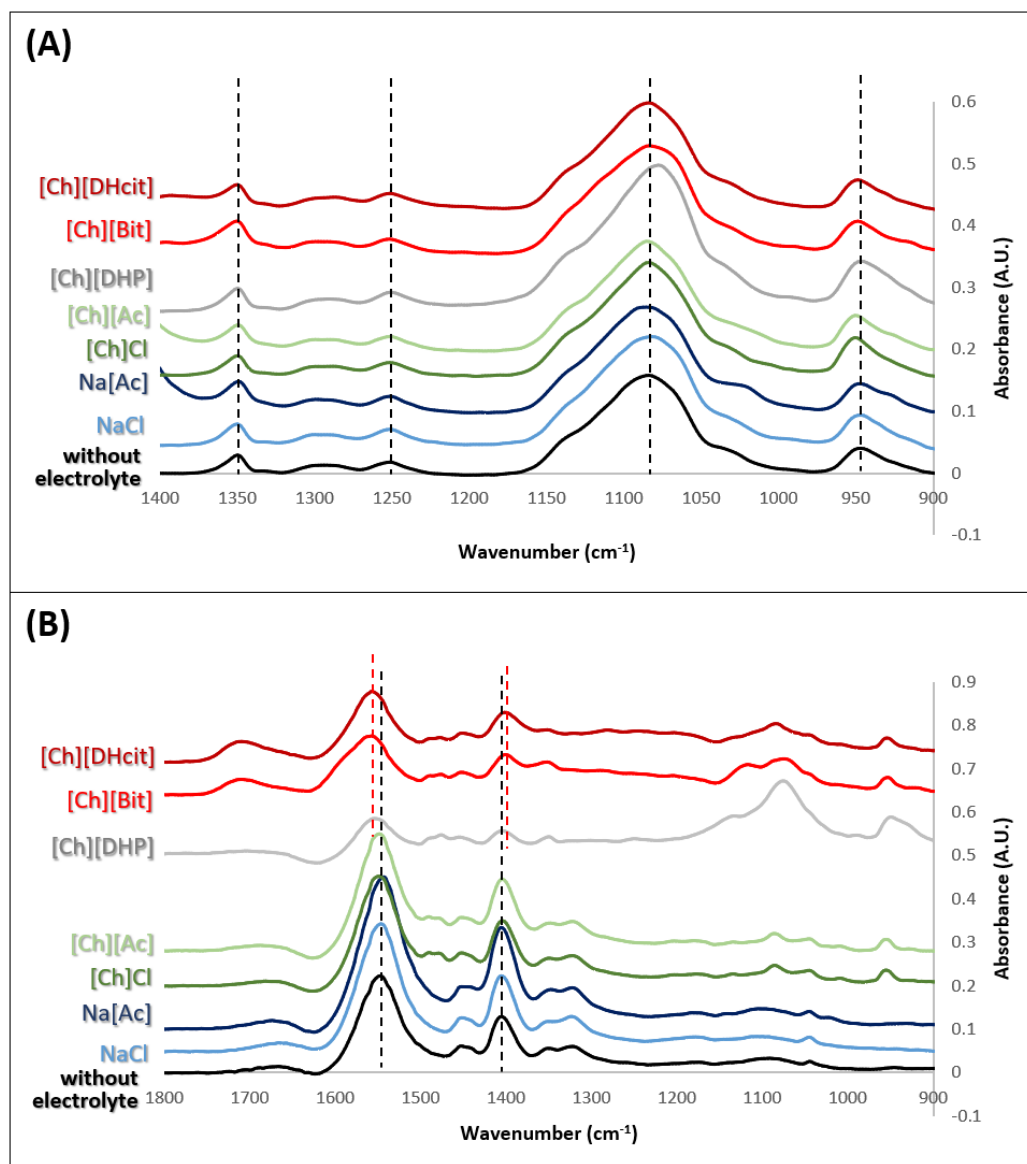 (A)
0.6
0.5
0.4
0.3
0.2
0.1
0
-0.1
Absorbance (A.U.)
[Ch][DHcit]
[Ch][Bit]
[Ch][DHP]
[Ch][Ac]
[Ch]Cl
Na[Ac]
NaCl
without
electrolyte
1400 1350 1300 1250 1200 1150 1100 1050 1000 950 900
Wavenumber (cm⁻¹)
(B)
0.9
0.8
0.7
0.6
0.5
0.4
0.3
0.2
0.1
0
-0.1
Absorbance (A.U.)
[Ch][DHcit]
[Ch][Bit]
[Ch][DHP]
[Ch][Ac]
[Ch]Cl
Na[Ac]
NaCl
without
electrolyte
1800 1700 1600 1500 1400 1300 1200 1100 1000 900
Wavenumber (cm⁻¹)